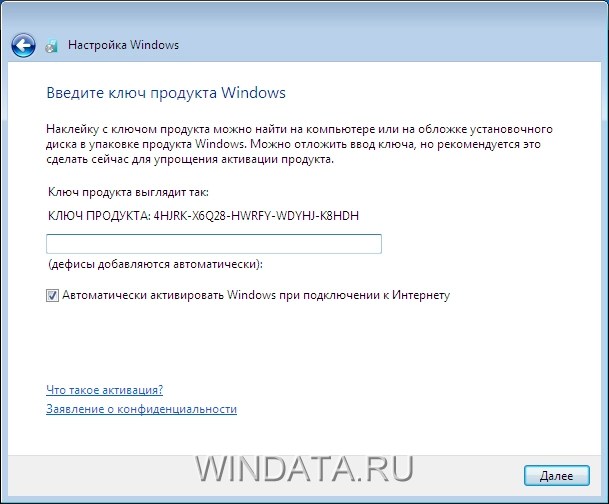 Настройка Windows
Введите ключ продукта Windows
Наклейку с ключом продукта можно найти на компьютере или на обложке установочного
диска в упаковке продукта Windows. Можно отложить ввод ключа, но рекомендуется это
сделать сейчас для упрощения активации продукта.
Ключ продукта выглядит так:
КЛЮЧ ПРОДУКТА: 4HJRK-X6Q28-HWRFY-WDYHJ-K8HDH
(дефисы добавляются автоматически):
Автоматически активировать Windows при подключении к Интернету
Что такое активация?
Заявление о конфиденциальности
WINDATA.RU
Далее